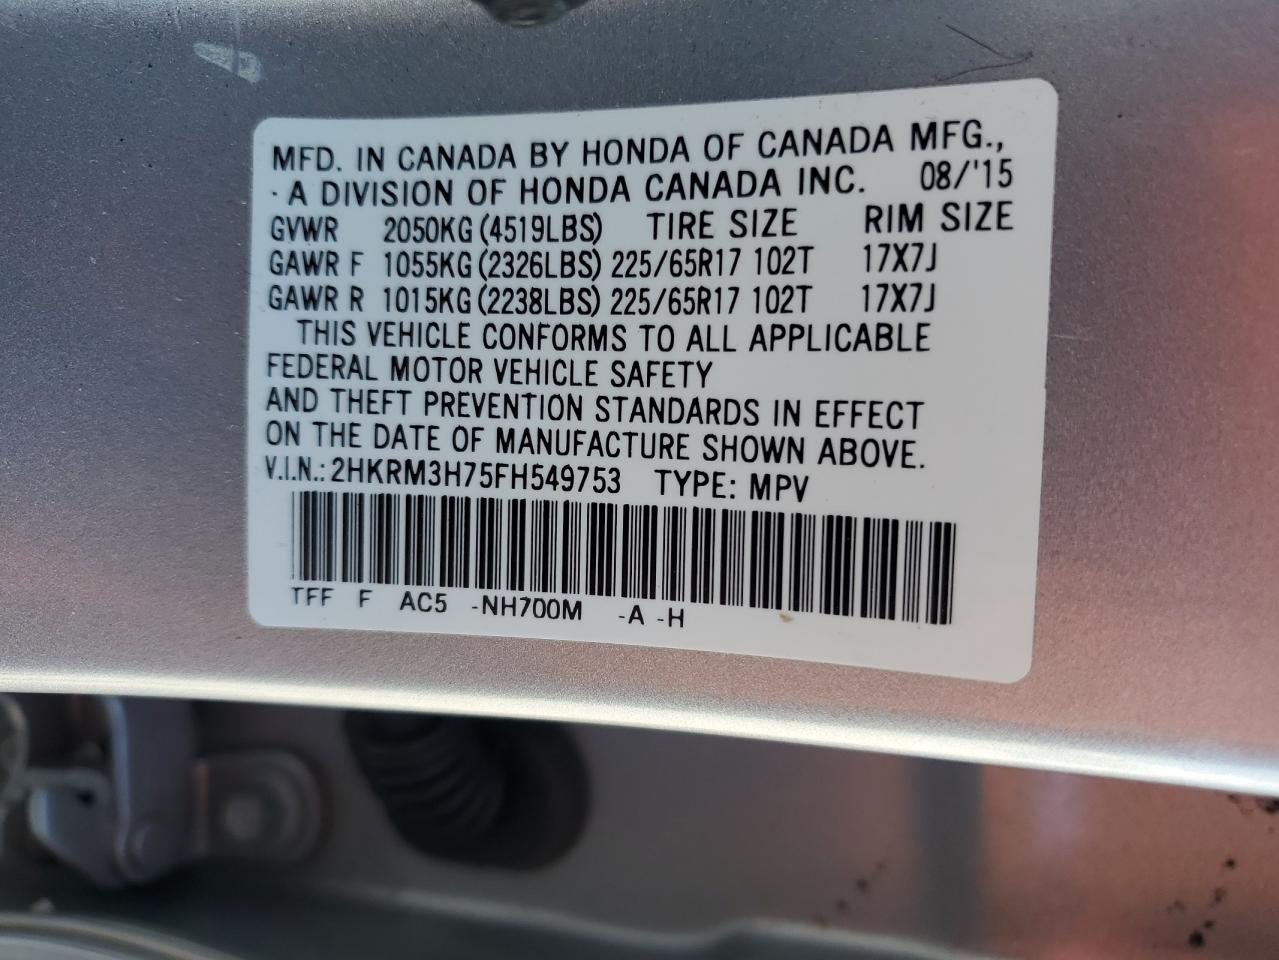 MFD. IN CANADA BY HONDA OF CANADA MFG.,
· A DIVISION OF HONDA CANADA INC. 08/'15
GVWR 2050KG (4519LBS) TIRE SIZE RIM SIZE
GAWR F 1055KG (2326LBS) 225/65R17 102T 17X7J
GAWR R 1015KG (2238LBS) 225/65R17 102T 17X7J
THIS VEHICLE CONFORMS TO ALL APPLICABLE
FEDERAL MOTOR VEHICLE SAFETY
AND THEFT PREVENTION STANDARDS IN EFFECT
ON THE DATE OF MANUFACTURE SHOWN ABOVE.
V.I.N.: 2HKRM3H75FH549753 TYPE: MPV
TFF F AC5 -NH700M -A -H